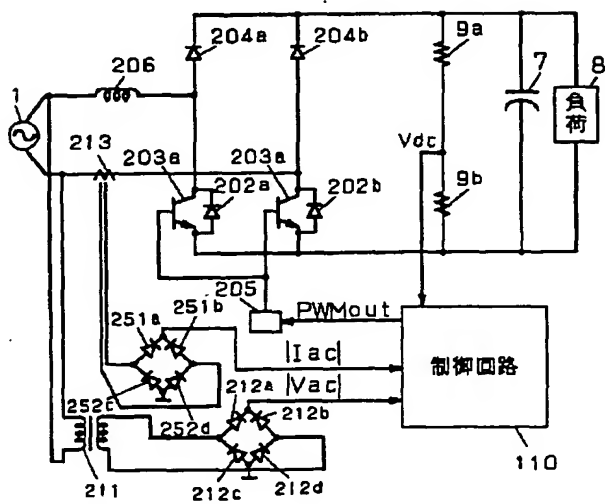 204a
204b
9a
7
8
206
1
213
負荷
Vdc
203a
203a
202a
202b
9b
205
PWMout
251a
251b
|Iac|
制御回路
212a
|Vac|
212b
252c
252d
211
212c
212d
110